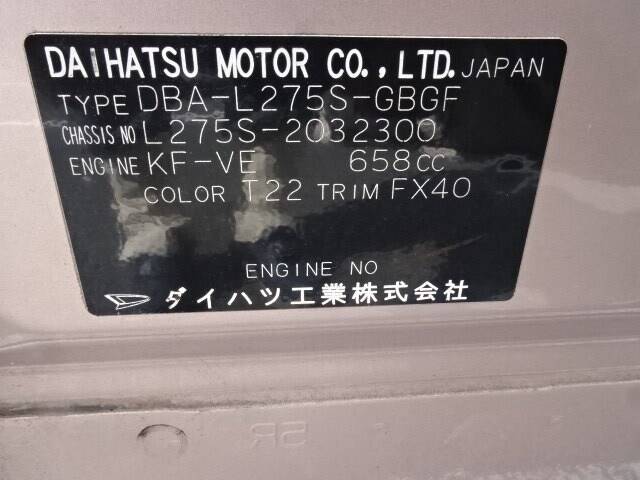 DAIHATSU MOTOR CO., LTD. JAPAN
TYPE DBA-L275S-GBGF
CHASSIS NO L275S-2032300
ENGINE KF-VE 658CC
COLOR T22 TRIM FX40
ENGINE NO
ダイハツ工業株式会社